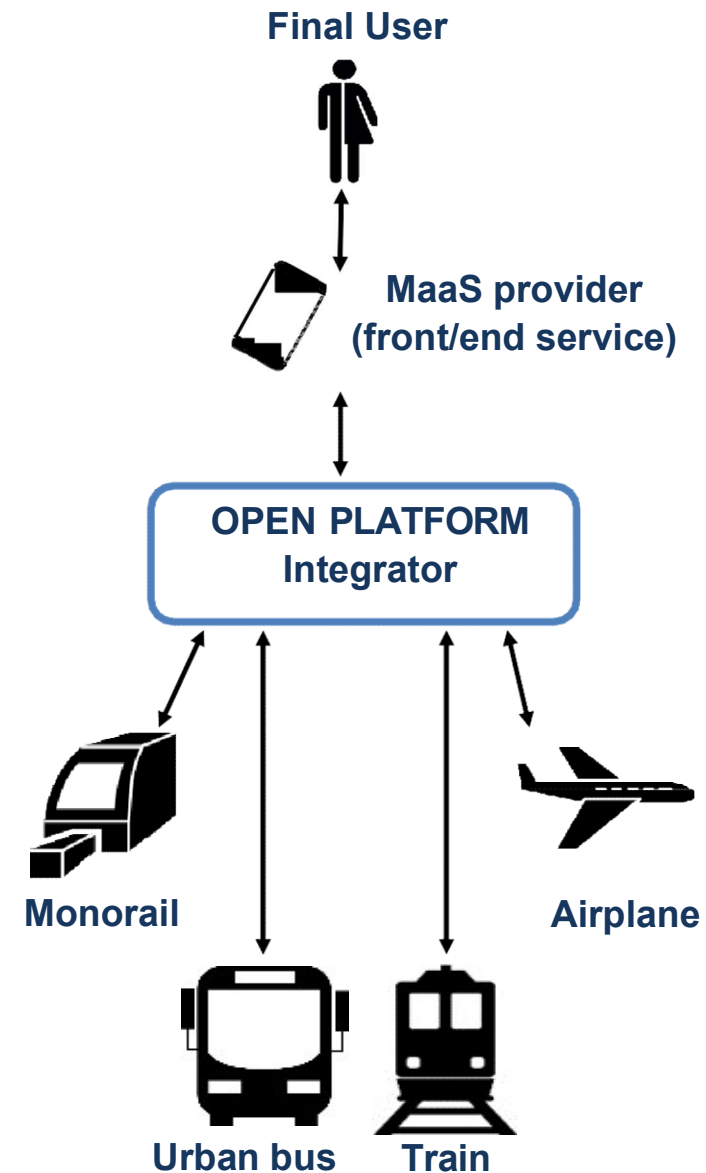 Final User
MaaS provider
(front/end service)
OPEN PLATFORM
Integrator
Monorail
Airplane
Urban bus
Train